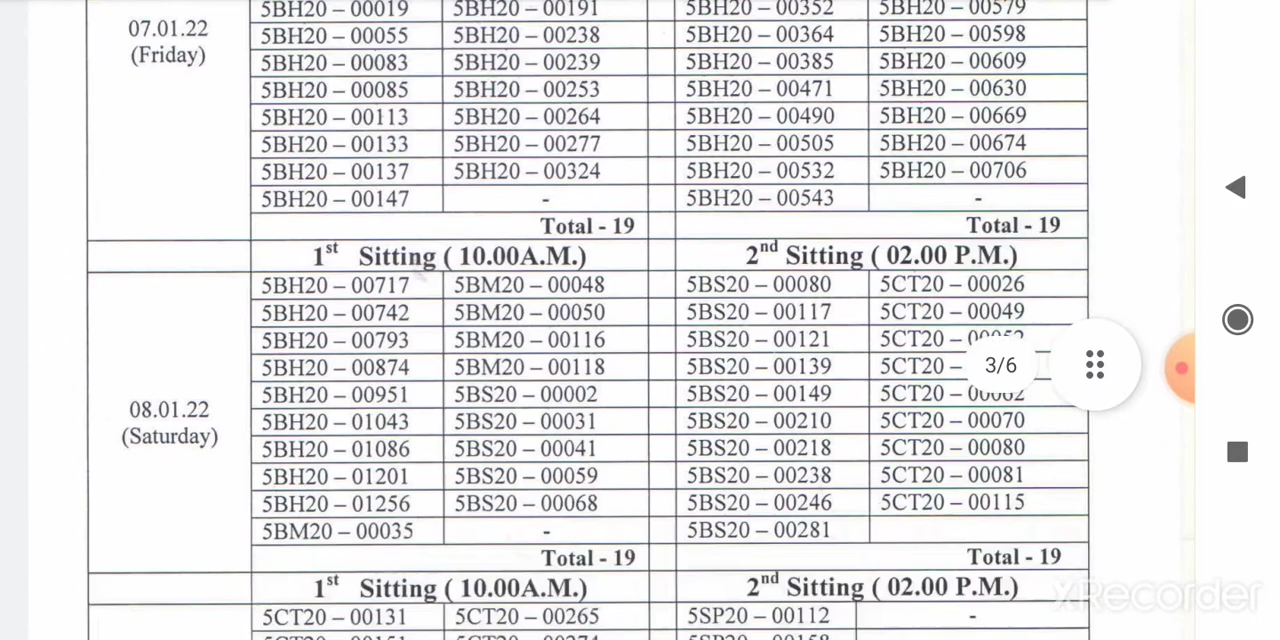 5BH20 – 00019 5BH20 – 00191 5BH20 – 00352 5BH20 – 00579
07.01.22 5BH20 – 00055 5BH20 – 00238 5BH20 – 00364 5BH20 – 00598
(Friday) 5BH20 – 00083 5BH20 – 00239 5BH20 – 00385 5BH20 – 00609
5BH20 – 00085 5BH20 – 00253 5BH20 – 00471 5BH20 – 00630
5BH20 – 00113 5BH20 – 00264 5BH20 – 00490 5BH20 – 00669
5BH20 – 00133 5BH20 – 00277 5BH20 – 00505 5BH20 – 00674
5BH20 – 00137 5BH20 – 00324 5BH20 – 00532 5BH20 – 00706
5BH20 – 00147 - 5BH20 – 00543 -
Total - 19 Total - 19
1st Sitting ( 10.00A.M.) 2nd Sitting ( 02.00 P.M.)
5BH20 – 00717 5BM20 – 00048 5BS20 – 00080 5CT20 – 00026
5BH20 – 00742 5BM20 – 00050 5BS20 – 00117 5CT20 – 00049
5BH20 – 00793 5BM20 – 00116 5BS20 – 00121 5CT20 –
5BH20 – 00874 5BM20 – 00118 5BS20 – 00139 5CT20 – 3/6
5BH20 – 00951 5BS20 – 00002 5BS20 – 00149 5CT20 –
08.01.22 5BH20 – 01043 5BS20 – 00031 5BS20 – 00210 5CT20 – 00070
(Saturday) 5BH20 – 01086 5BS20 – 00041 5BS20 – 00218 5CT20 – 00080
5BH20 – 01201 5BS20 – 00059 5BS20 – 00238 5CT20 – 00081
5BH20 – 01256 5BS20 – 00068 5BS20 – 00246 5CT20 – 00115
5BM20 – 00035 - 5BS20 – 00281
Total - 19 Total - 19
1st Sitting ( 10.00A.M.) 2nd Sitting ( 02.00 P.M.)
5CT20 – 00131 5CT20 – 00265 5SP20 – 00112 -
XRecorder